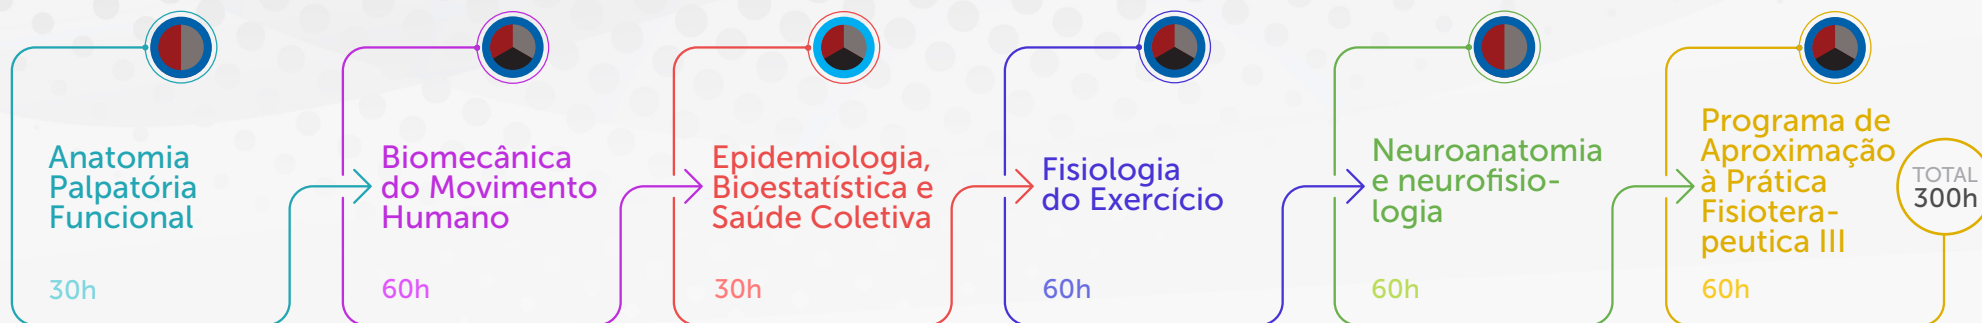 Anatomia
Palpatória
Funcional
30h
Biomecânica
do Movimento
Humano
60h
Epidemiologia,
Bioestatística e
Saúde Coletiva
30h
Fisiologia
do Exercício
60h
Neuroanatomia
e neurofisio-
logia
60h
Programa de
Aproximação
à Prática
Fisiotera-
peutica III
60h
TOTAL
300h